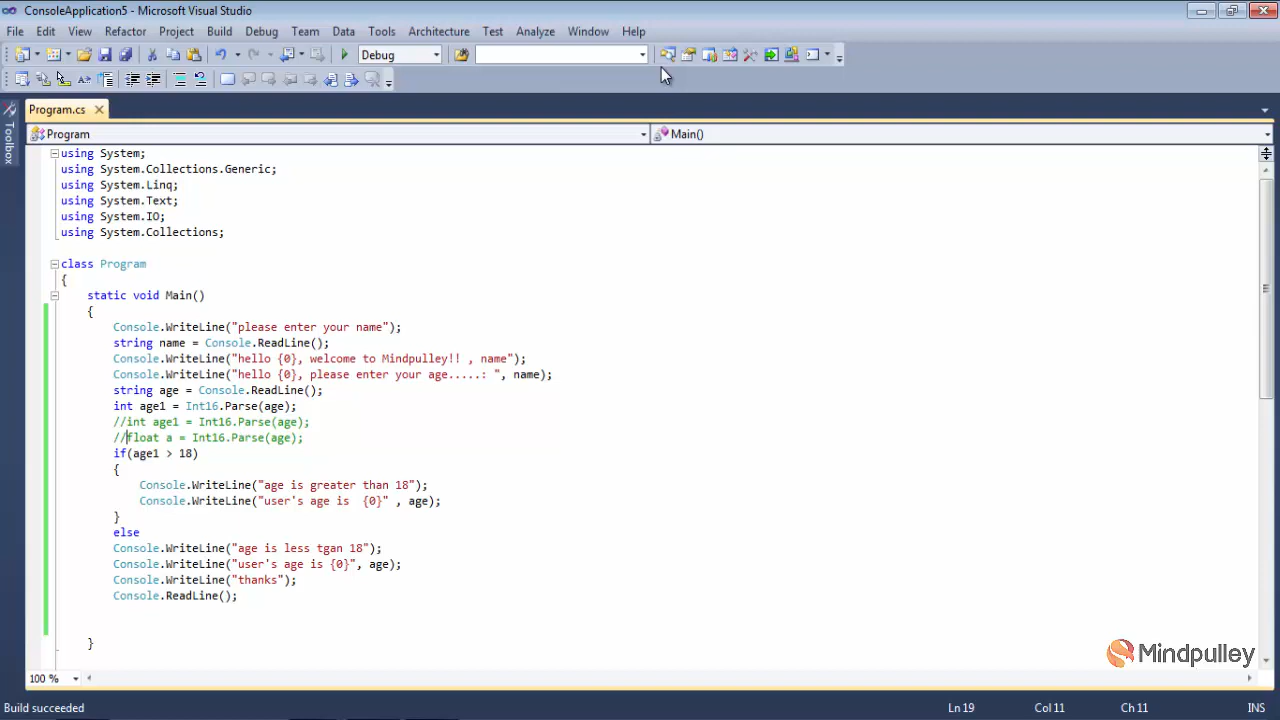 ConsoleApplication5 - Microsoft Visual Studio
File Edit View Refactor Project Build Debug Team Data Tools Architecture Test Analyze Window Help
Debug
Program.cs
Toolbox
Program
Main()
using System;
using System.Collections.Generic;
using System.Linq;
using System.Text;
using System.IO;
using System.Collections;
class Program
{
static void Main()
{
Console.WriteLine("please enter your name");
string name = Console.ReadLine();
Console.WriteLine("hello {0}, welcome to Mindpulley!! , name");
Console.WriteLine("hello {0}, please enter your age.....: ", name);
string age = Console.ReadLine();
int age1 = Int16.Parse(age);
//int age1 = Int16.Parse(age);
//float a = Int16.Parse(age);
if(age1 > 18)
{
Console.WriteLine("age is greater than 18");
Console.WriteLine("user's age is  {0}" , age);
}
else
Console.WriteLine("age is less tgan 18");
Console.WriteLine("user's age is {0}", age);
Console.WriteLine("thanks");
Console.ReadLine();
}
Mindpulley
100 %
Build succeeded Ln 19 Col 11 Ch 11 INS